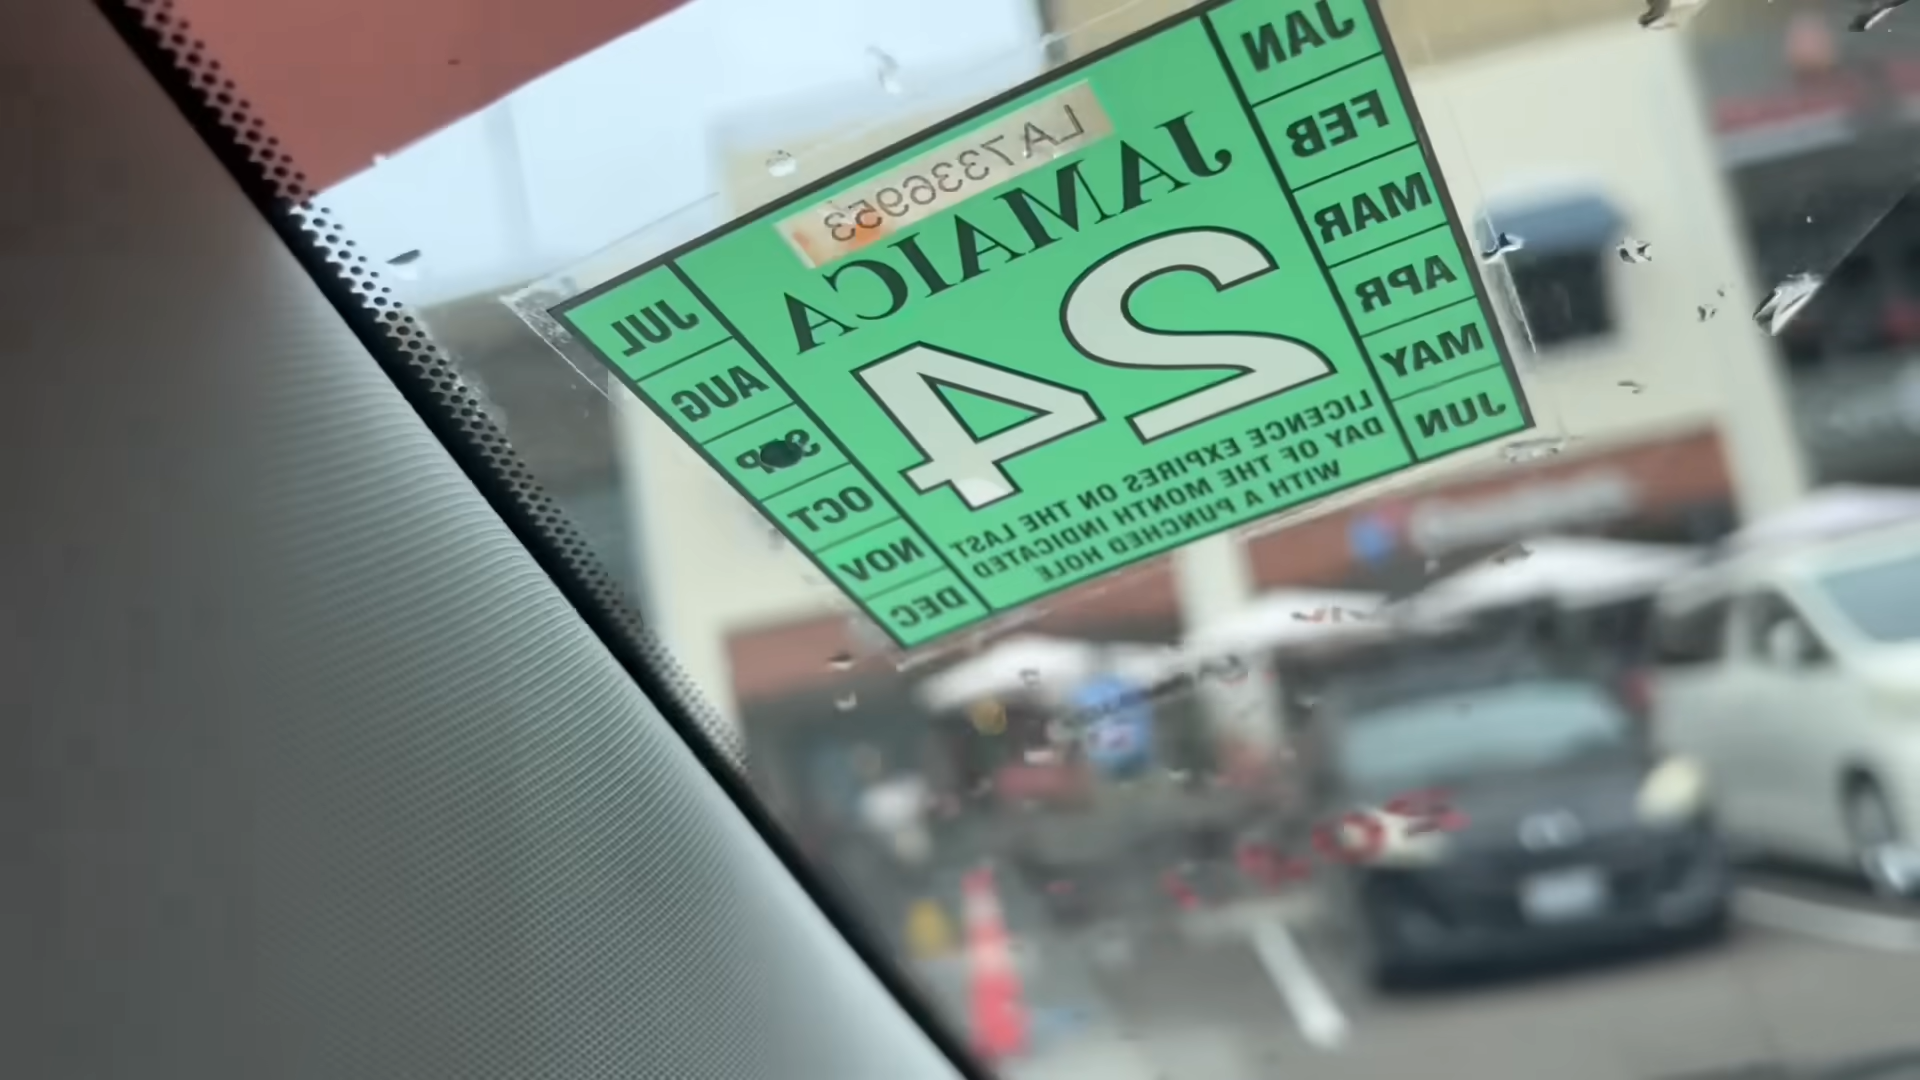 LA7336953
JAMAICA
24
LICENCE EXPIRES ON THE LAST
DAY OF THE MONTH INDICATED
WITH A PUNCHED HOLE
JAN
FEB
MAR
APR
MAY
JUN
JUL
AUG
SEP
OCT
NOV
DEC